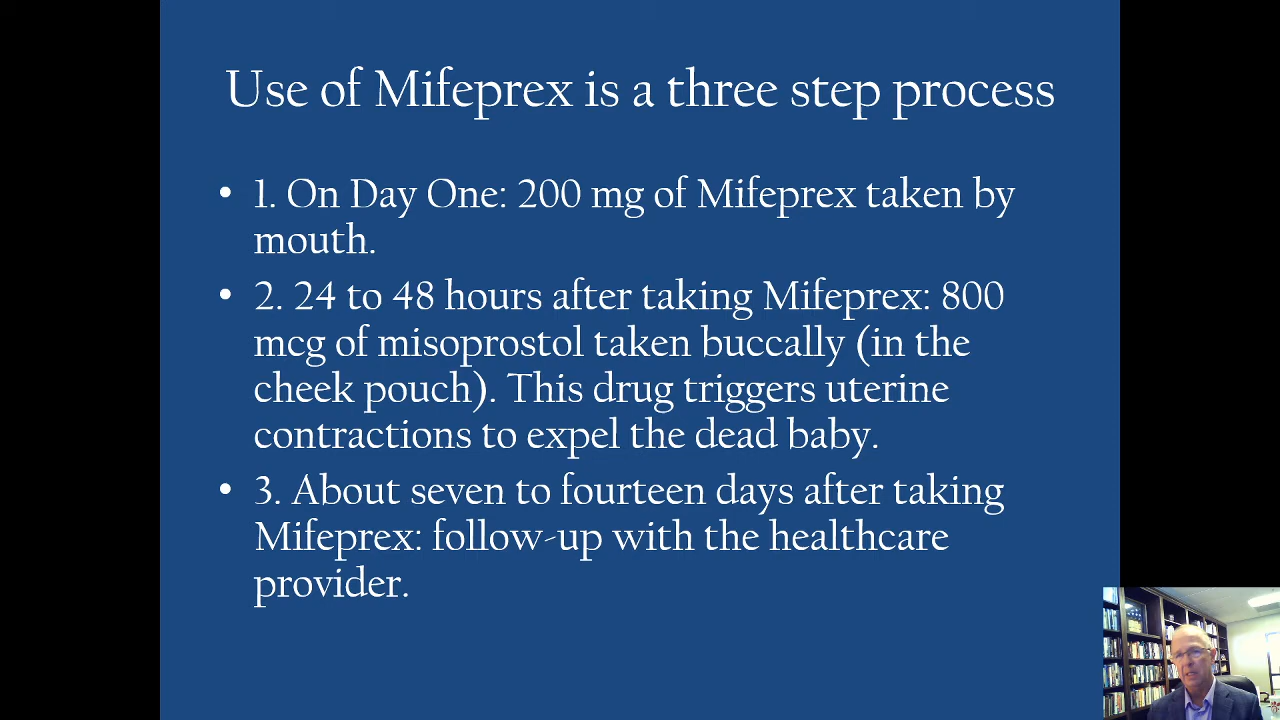 Use of Mifeprex is a three step process
• 1. On Day One: 200 mg of Mifeprex taken by
mouth.
• 2. 24 to 48 hours after taking Mifeprex: 800
mcg of misoprostol taken buccally (in the
cheek pouch). This drug triggers uterine
contractions to expel the dead baby.
• 3. About seven to fourteen days after taking
Mifeprex: follow-up with the healthcare
provider.